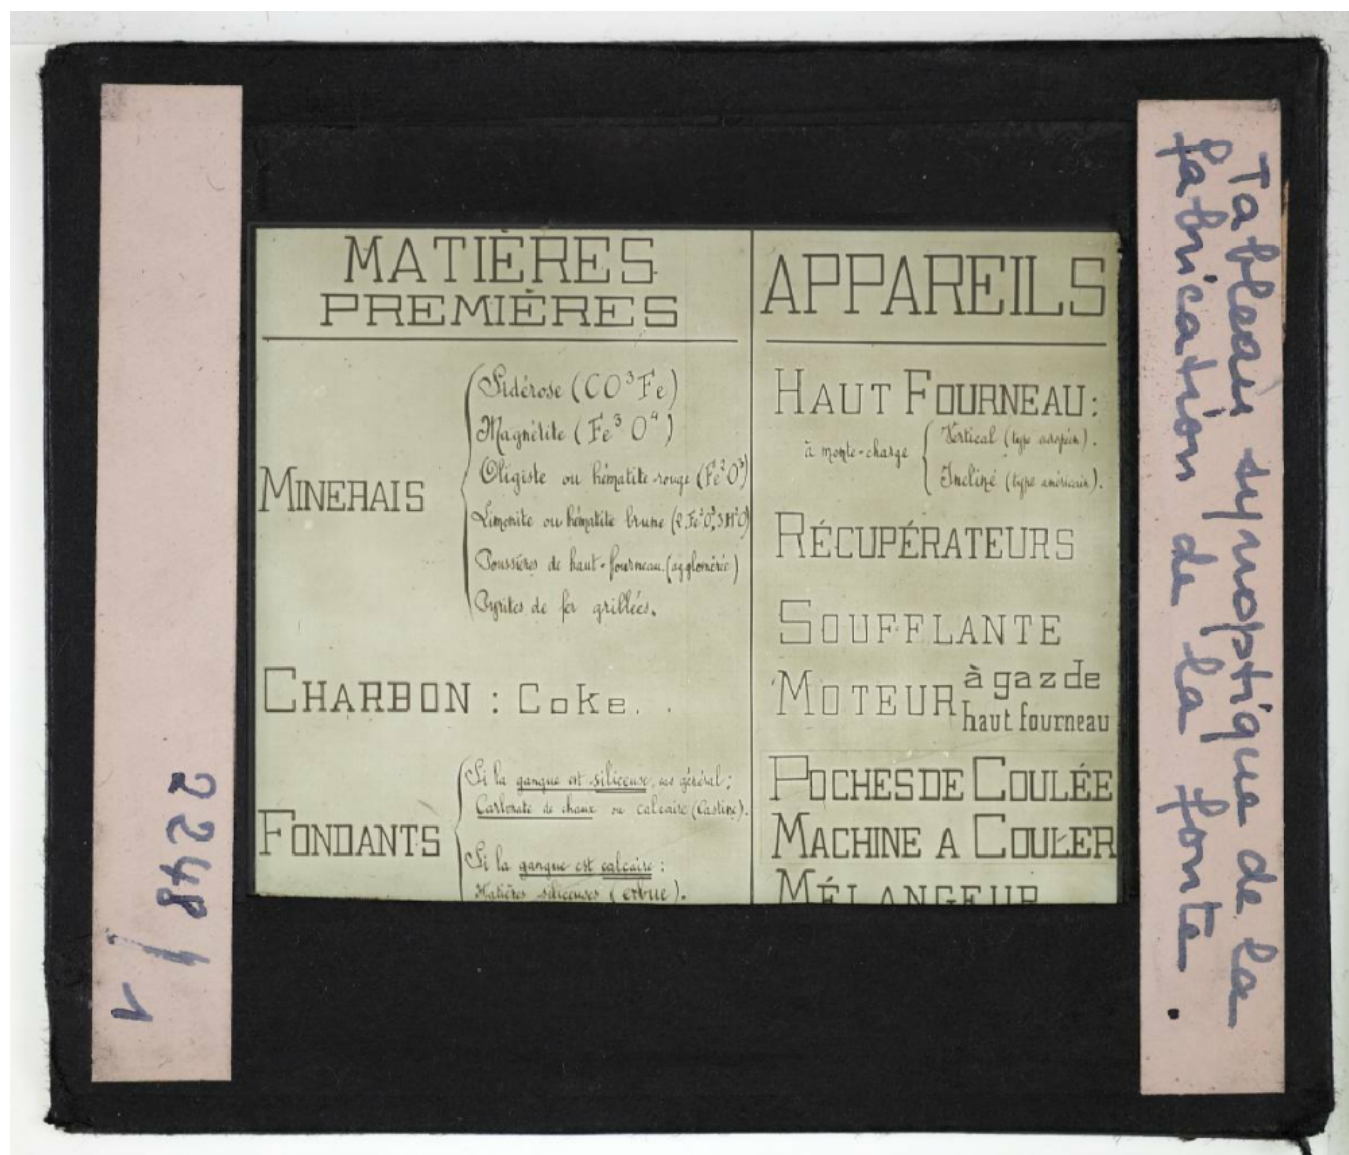 MATIÈRES
PREMIÈRES
MINERAIS
Sidérose (CO³Fe)
Magnétite (Fe³O⁴)
Oligiste ou hématite rouge (Fe²O³)
Limonite ou hématite brune (2Fe²O³,3H²O)
Poussières de haut-fourneau (aggloméré)
Pyrites de fer grillées.
CHARBON : Coke.
FONDANTS
Si la gangue est siliceuse, cas général :
Carbonate de chaux ou calcaire (Castine).
Si la gangue est calcaire :
Matières siliceuses (erbue).
APPAREILS
HAUT FOURNEAU :
à monte-charge
Vertical (type européen).
Incliné (type américain).
RÉCUPÉRATEURS
SOUFFLANTE
MOTEUR à gaz de
haut fourneau
POCHES DE COULÉE
MACHINE A COULER
MÉLANGEUR
Tableau synoptique de la
fabrication de la fonte.
2248/1